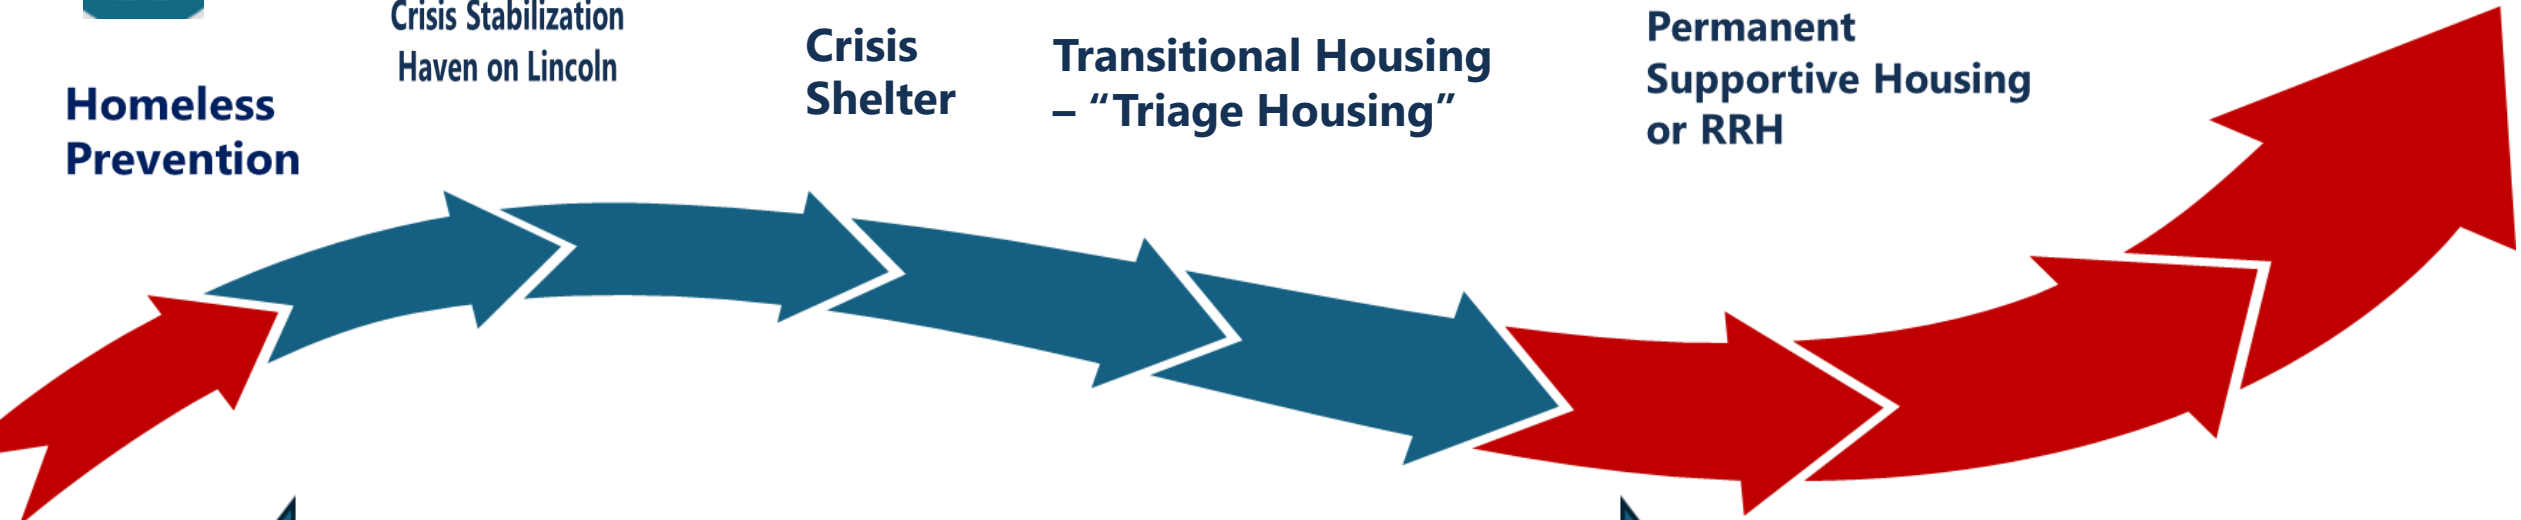 Homeless
Prevention
Crisis Stabilization
Haven on Lincoln
Crisis
Shelter
Transitional Housing
– “Triage Housing”
Permanent
Supportive Housing
or RRH